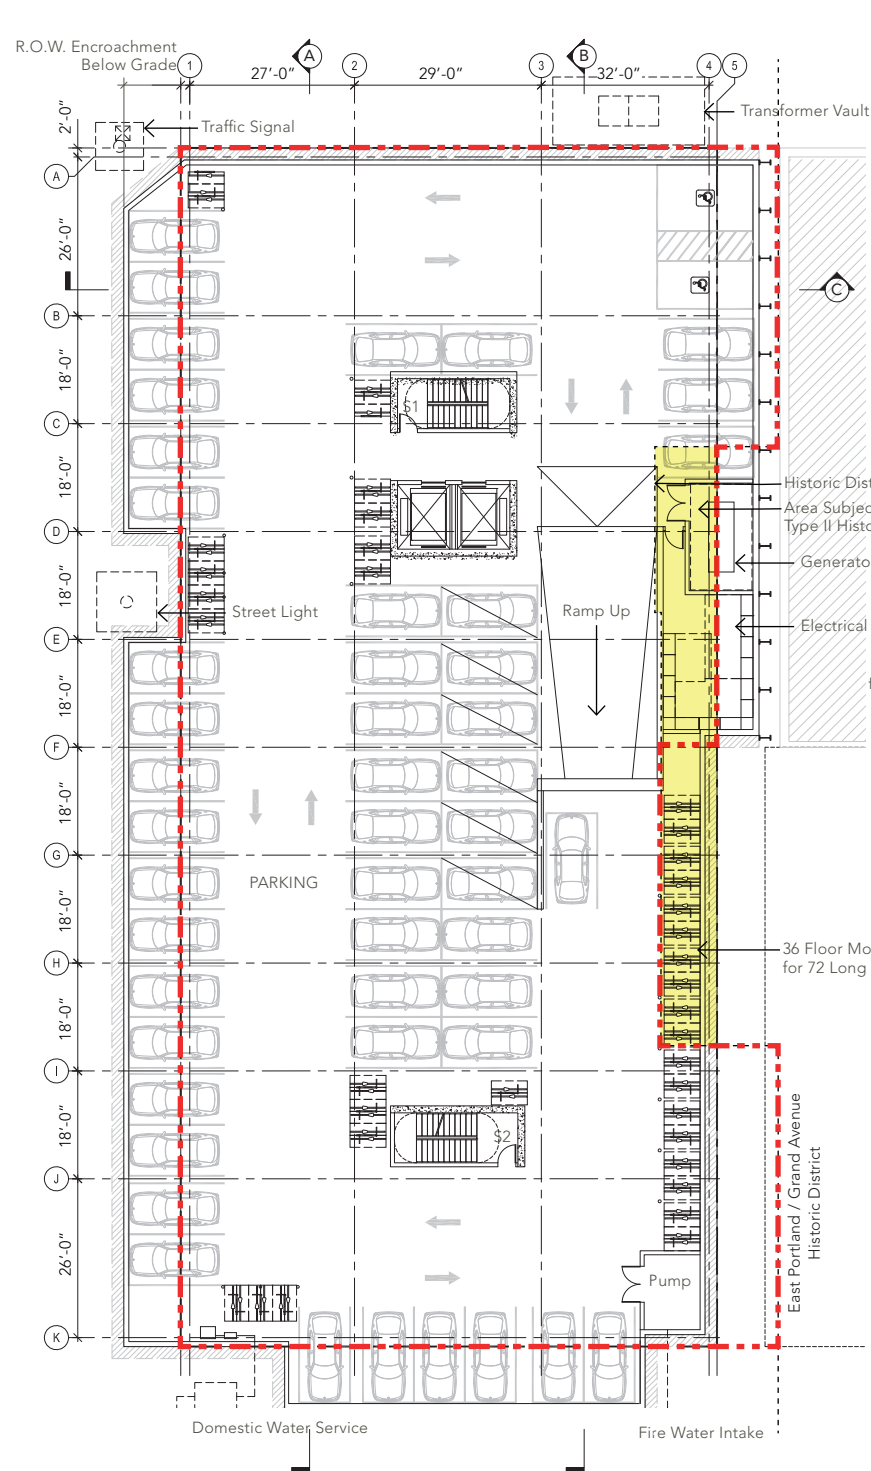 R.O.W. Encroachment
Below Grade
1
A
2
3
B
4
5
27'-0"
29'-0"
32'-0"
2'-0"
Traffic Signal
Transformer Vault
A
26'-0"
C
B
18'-0"
S1
C
18'-0"
Historic Dist
Area Subjec
Type II Histo
D
Generato
18'-0"
Street Light
Ramp Up
Electrical
E
18'-0"
F
18'-0"
G
PARKING
18'-0"
36 Floor Mo
for 72 Long
H
18'-0"
I
18'-0"
S2
J
East Portland / Grand Avenue
Historic District
26'-0"
Pump
K
Domestic Water Service
Fire Water Intake